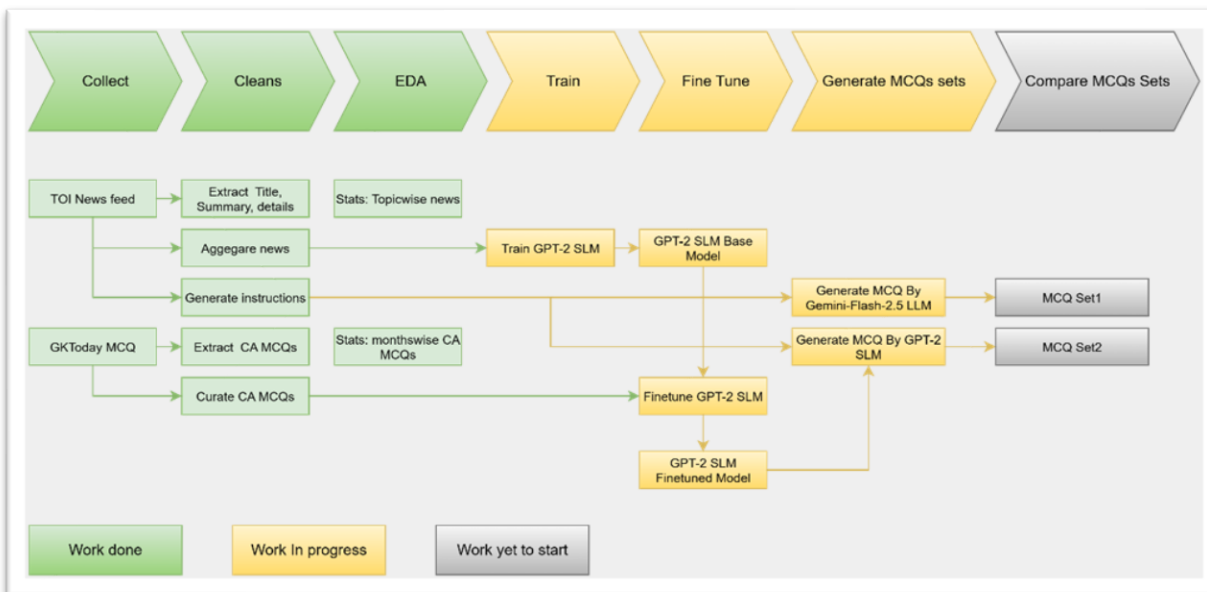 Collect
Cleans
EDA
Train
Fine Tune
Generate MCQs sets
Compare MCQs Sets
TOI News feed
Extract Title,
Summary, details
Stats: Topicwise news
Aggegare news
Train GPT-2 SLM
GPT-2 SLM Base
Model
Generate instructions
Generate MCQ By
Gemini-Flash-2.5 LLM
MCQ Set1
GKToday MCQ
Extract CA MCQs
Stats: monthswise CA
MCQs
Generate MCQ By GPT-2
SLM
MCQ Set2
Curate CA MCQs
Finetune GPT-2 SLM
GPT-2 SLM
Finetuned Model
Work done
Work In progress
Work yet to start